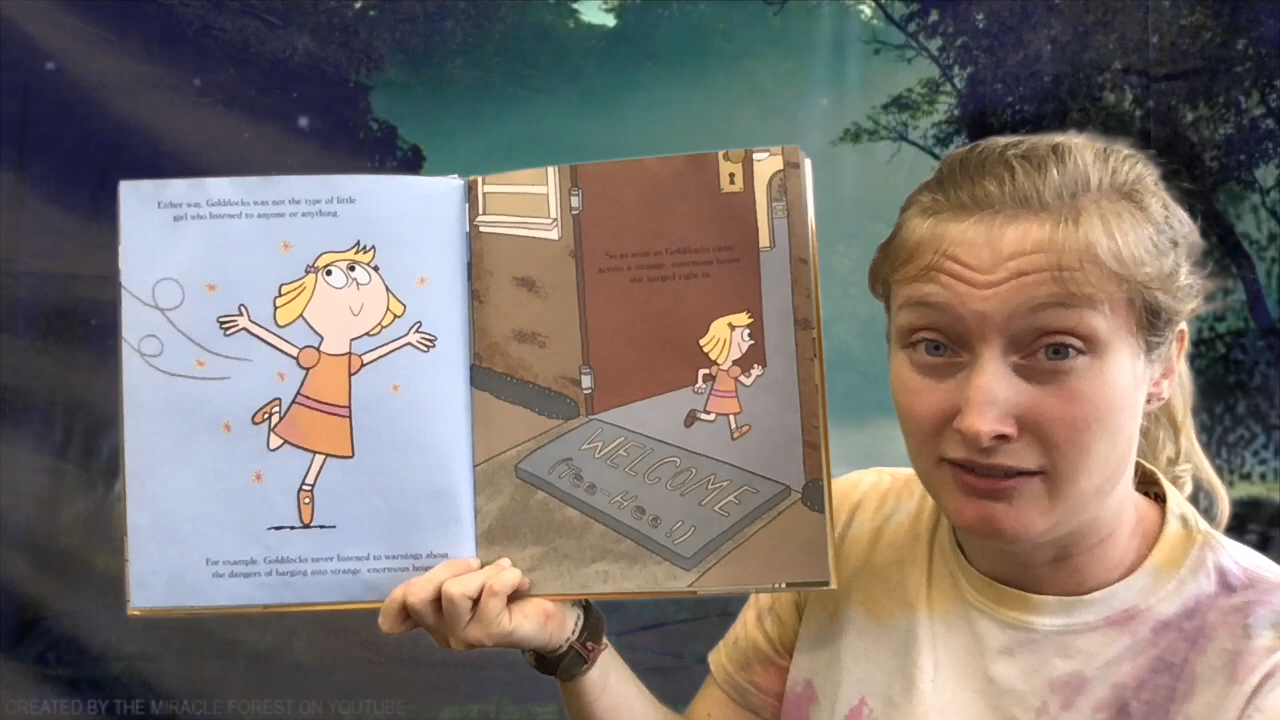 Either way, Goldilocks was not the type of little
girl who listened to anyone or anything.
For example, Goldilocks never listened to warnings about
the dangers of barging into strange, enormous
So as soon as Goldilocks came
across a strange, enormous house,
she barged right in.
WELCOME
(Tee-Hee!)
CREATED BY THE MIRACLE FOREST ON YOUTUBE